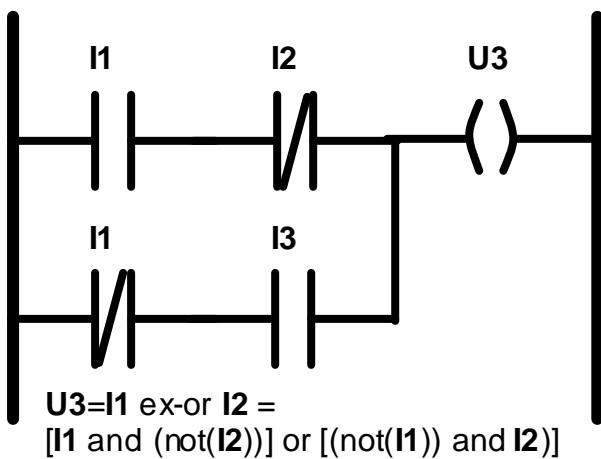 I1 I2 U3
I1 I3
U3=I1 ex-or I2 =
[I1 and (not(I2))] or [(not(I1)) and I2)]